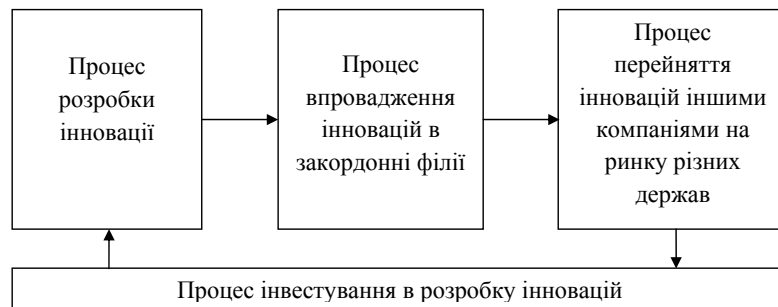 Процес
розробки
інновації
Процес
впровадження
інновацій в
закордонні філії
Процес
перейняття
інновацій іншими
компаніями на
ринку різних
держав
Процес інвестування в розробку інновацій